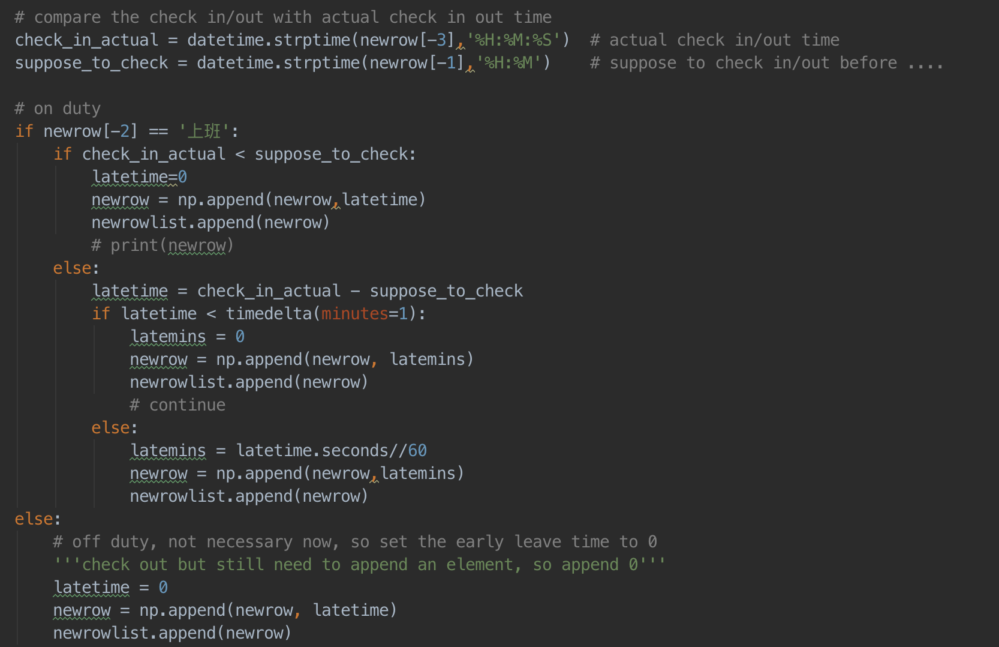 # compare the check in/out with actual check in out time
check_in_actual = datetime.strptime(newrow[-3],'%H:%M:%S')  # actual check in/out time
suppose_to_check = datetime.strptime(newrow[-1],'%H:%M')    # suppose to check in/out before ....

# on duty
if newrow[-2] == '上班':
    if check_in_actual < suppose_to_check:
        latetime=0
        newrow = np.append(newrow,latetime)
        newrowlist.append(newrow)
        # print(newrow)
    else:
        latetime = check_in_actual - suppose_to_check
        if latetime < timedelta(minutes=1):
            latemins = 0
            newrow = np.append(newrow, latemins)
            newrowlist.append(newrow)
            # continue
        else:
            latemins = latetime.seconds//60
            newrow = np.append(newrow,latemins)
            newrowlist.append(newrow)
else:
    # off duty, not necessary now, so set the early leave time to 0
    '''check out but still need to append an element, so append 0'''
    latetime = 0
    newrow = np.append(newrow, latetime)
    newrowlist.append(newrow)